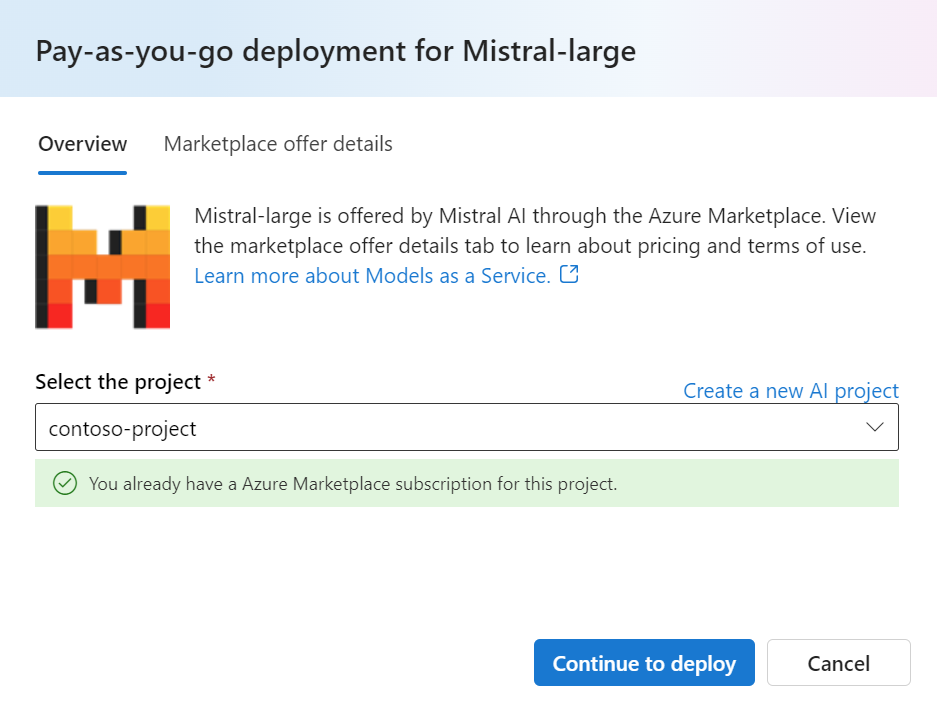 Pay-as-you-go deployment for Mistral-large
Overview
Marketplace offer details
Mistral-large is offered by Mistral AI through the Azure Marketplace. View
the marketplace offer details tab to learn about pricing and terms of use.
Learn more about Models as a Service.
Select the project *
Create a new AI project
contoso-project
You already have a Azure Marketplace subscription for this project.
Continue to deploy
Cancel